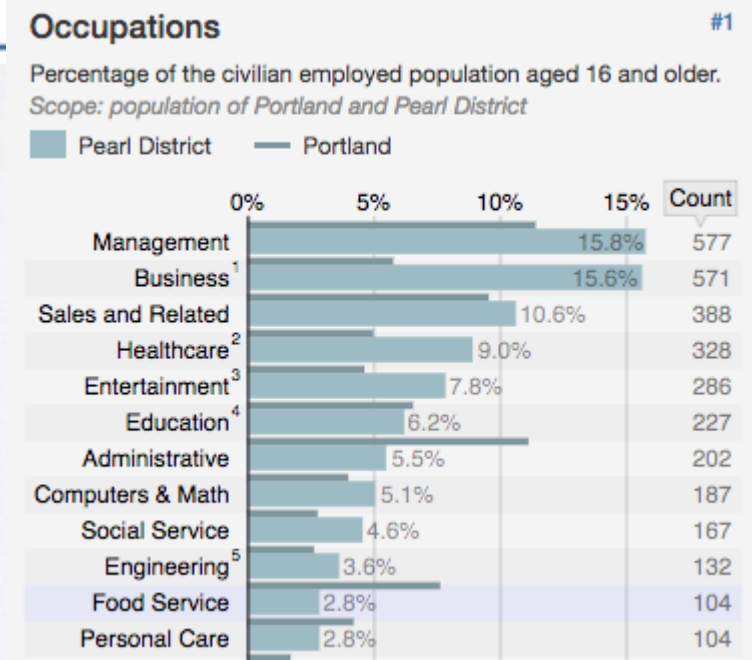 Occupations #1
Percentage of the civilian employed population aged 16 and older.
Scope: population of Portland and Pearl District
Pearl District Portland
0% 5% 10% 15% Count
Management 15.8% 577
Business1 15.6% 571
Sales and Related 10.6% 388
Healthcare2 9.0% 328
Entertainment3 7.8% 286
Education4 6.2% 227
Administrative 5.5% 202
Computers & Math 5.1% 187
Social Service 4.6% 167
Engineering5 3.6% 132
Food Service 2.8% 104
Personal Care 2.8% 104